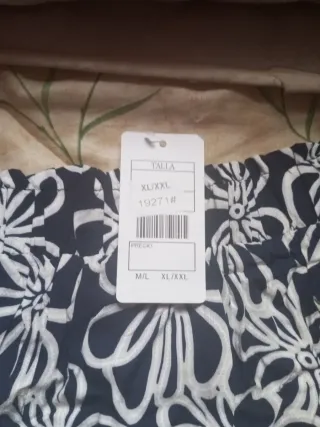 TALLA
XL/XXL
19271#
PRECIO
M/L XL/XXL